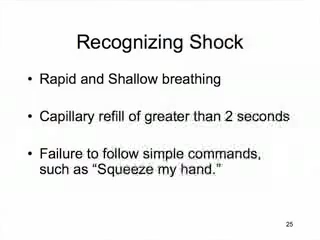 Recognizing Shock
• Rapid and Shallow breathing
• Capillary refill of greater than 2 seconds
• Failure to follow simple commands,
such as “Squeeze my hand.”
25